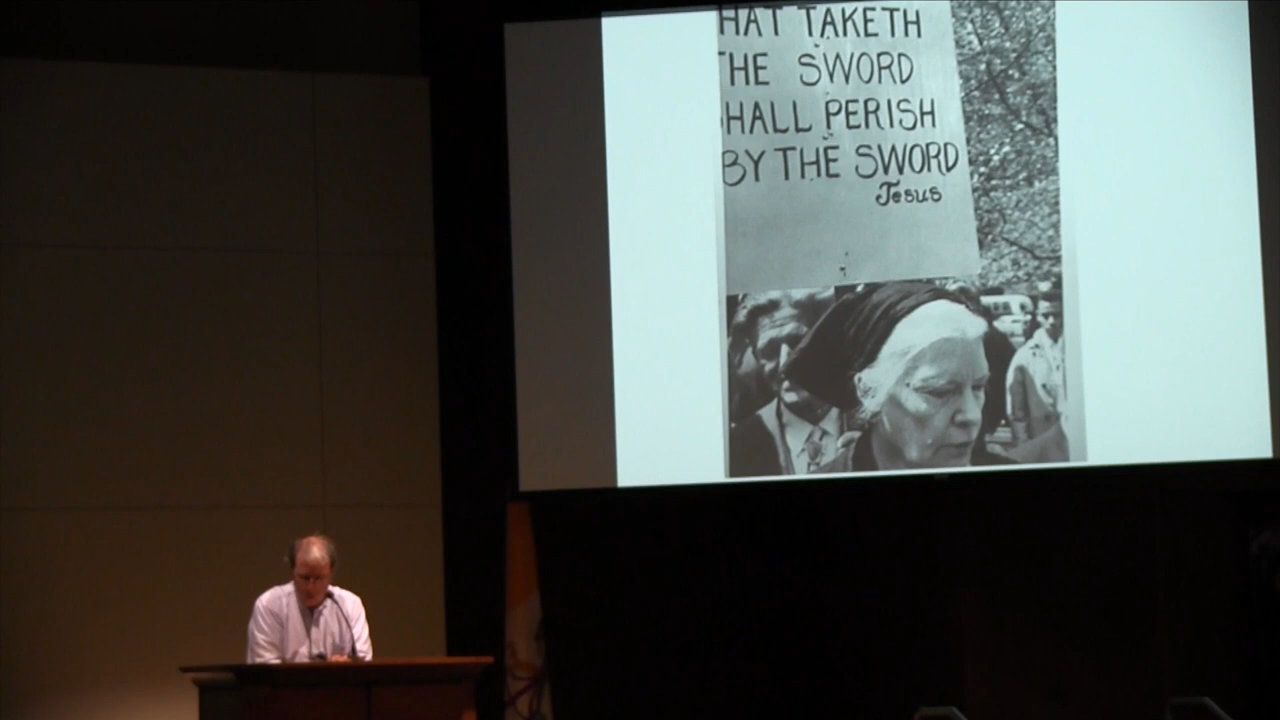 HAT TAKETH
THE SWORD
HALL PERISH
BY THE SWORD
Jesus